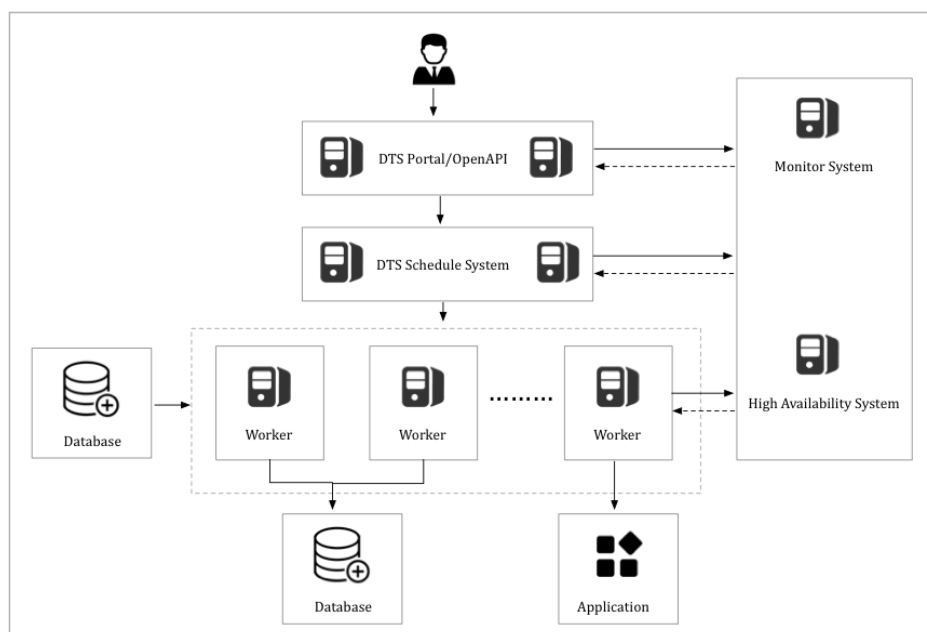 DTS Portal/OpenAPI
Monitor System
DTS Schedule System
High Availability System
Database
Worker
Worker
.........
Worker
Database
Application